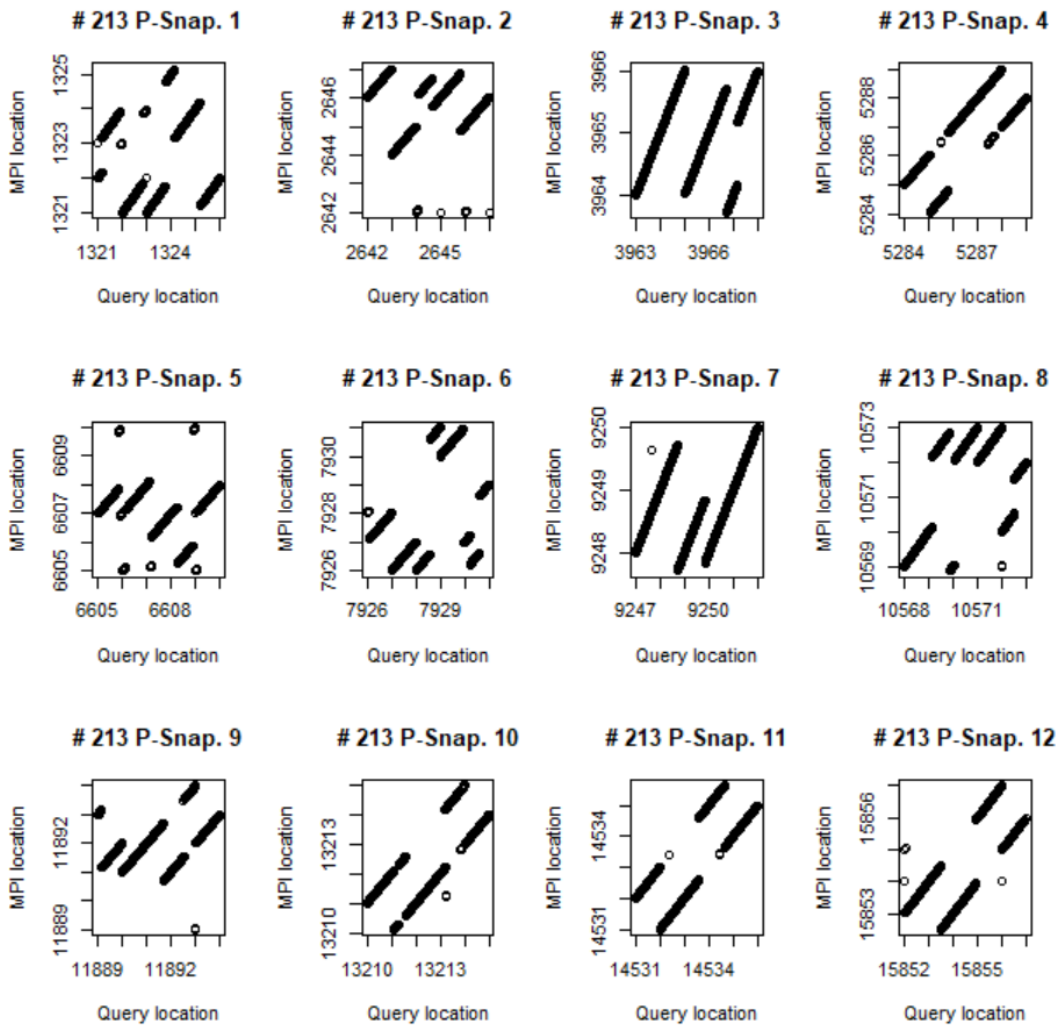 # 213 P-Snap. 1
# 213 P-Snap. 2
# 213 P-Snap. 3
# 213 P-Snap. 4
MPI location
1321 1323 1325
1321 1324
Query location
MPI location
2642 2644 2646
2642 2645
Query location
MPI location
3964 3965 3966
3963 3966
Query location
MPI location
5284 5286 5288
5284 5287
Query location
# 213 P-Snap. 5
# 213 P-Snap. 6
# 213 P-Snap. 7
# 213 P-Snap. 8
MPI location
6605 6607 6609
6605 6608
Query location
MPI location
7926 7928 7930
7926 7929
Query location
MPI location
9248 9249 9250
9247 9250
Query location
MPI location
10569 10571 10573
10568 10571
Query location
# 213 P-Snap. 9
# 213 P-Snap. 10
# 213 P-Snap. 11
# 213 P-Snap. 12
MPI location
11889 11892
11889 11892
Query location
MPI location
13210 13213
13210 13213
Query location
MPI location
14531 14534
14531 14534
Query location
MPI location
15853 15856
15852 15855
Query location